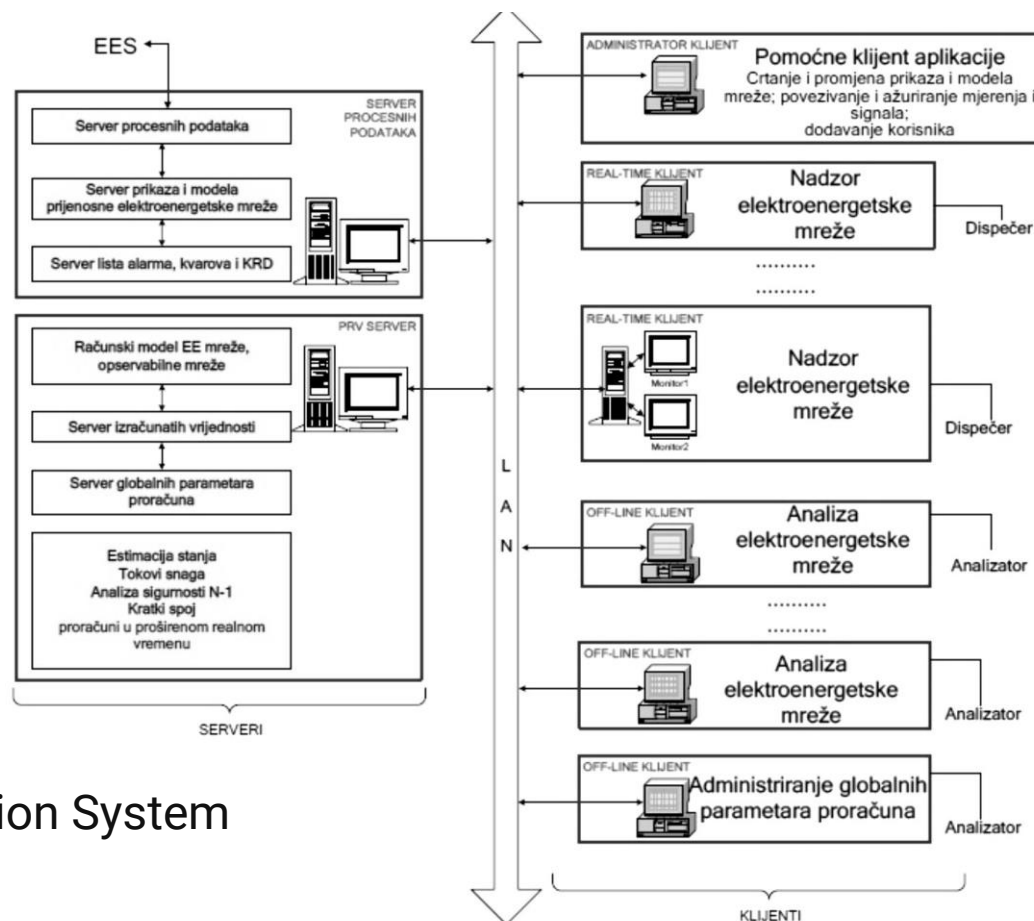 EES
SERVER
PROCESNIH
PODATAKA
Server procesnih podataka
Server prikaza i modela
prijenosne elektroenergetske mreže
Server lista alarma, kvarova i KRD
PRV SERVER
Računski model EE mreže,
opservabilne mreže
Server izračunatih vrijednosti
Server globalnih parametara
proračuna
Estimacija stanja
Tokovi snaga
Analiza sigurnosti N-1
Kratki spoj
proračuni u proširenom realnom
vremenu
SERVERI
ion System
L
A
N
ADMINISTRATOR KLIJENT
Pomoćne klijent aplikacije
Crtanje i promjena prikaza i modela
mreže; povezivanje i ažuriranje mjerenja i
signala;
dodavanje korisnika
REAL-TIME KLIJENT
Nadzor
elektroenergetske
mreže
Dispečer
..........
..........
REAL-TIME KLIJENT
Monitor1
Monitor2
Nadzor
elektroenergetske
mreže
Dispečer
OFF-LINE KLIJENT
Analiza
elektroenergetske
mreže
Analizator
..........
..........
OFF-LINE KLIJENT
Analiza
elektroenergetske
mreže
Analizator
OFF-LINE KLIJENT
Administriranje globalnih
parametara proračuna
Analizator
KLIJENTI